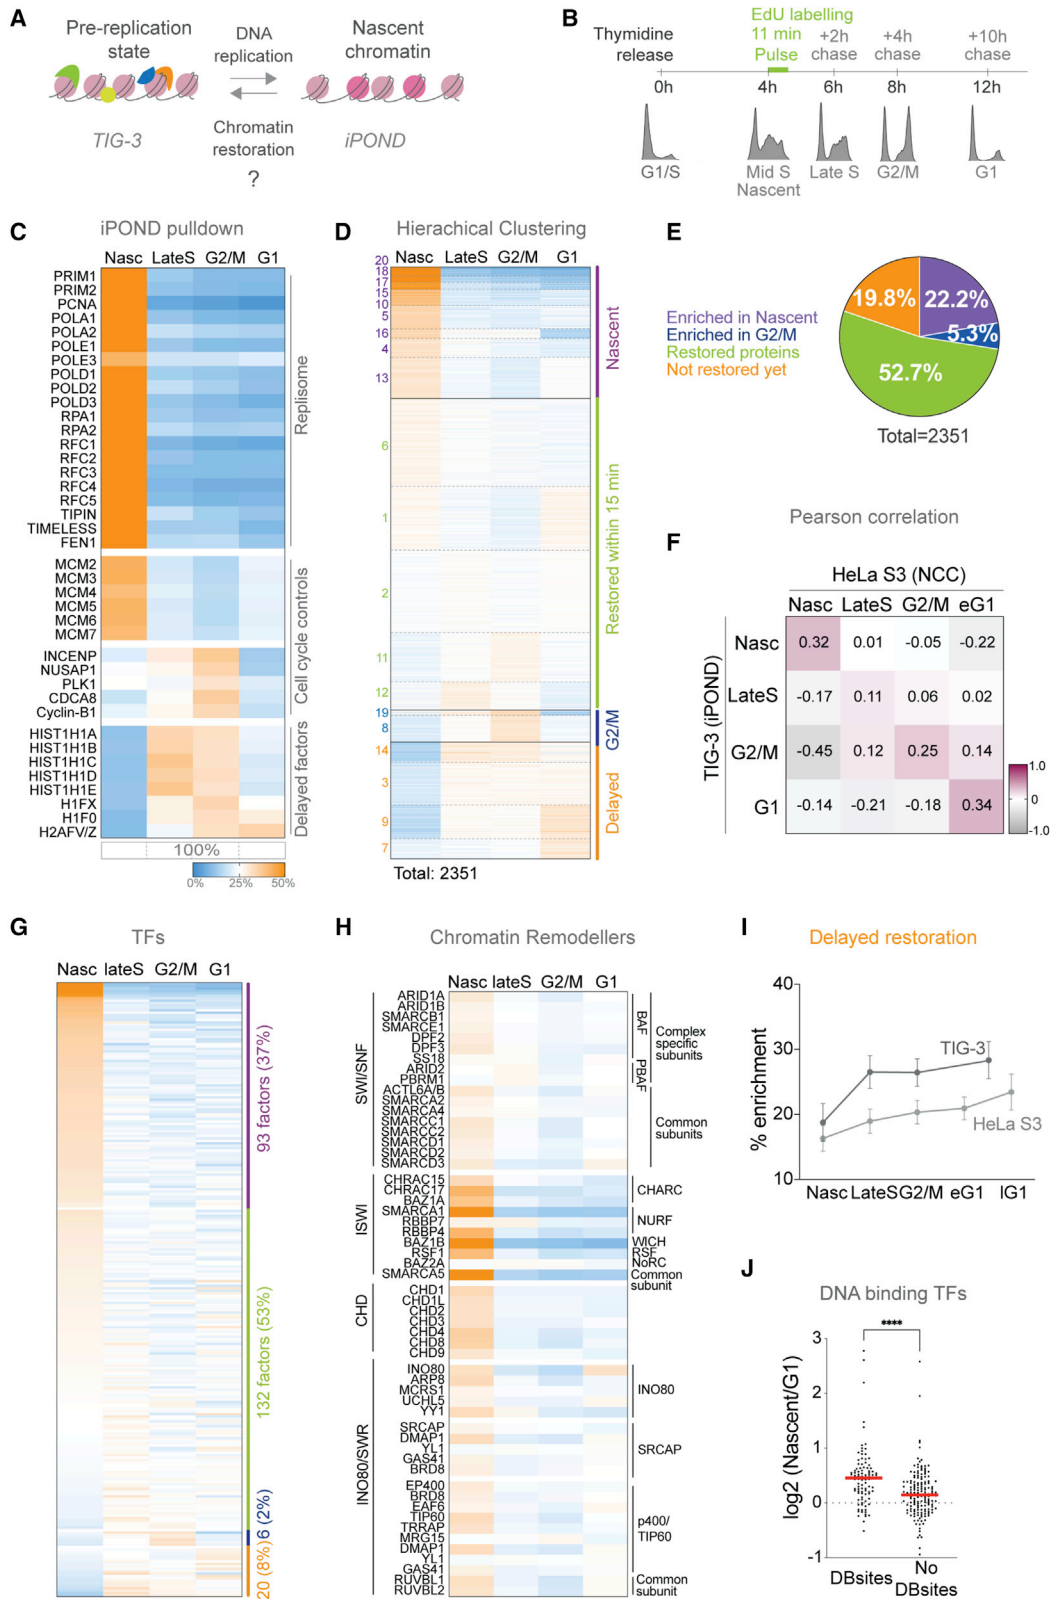 A
Pre-replication
state
DNA
replication
Nascent
chromatin
TIG-3
Chromatin
restoration
?
iPOND
B
EdU labelling
11 min
Pulse
Thymidine
release
+2h
chase
+4h
chase
+10h
chase
0h
4h
6h
8h
12h
G1/S
Mid S
Nascent
Late S
G2/M
G1
C
iPOND pulldown
Nasc LateS G2/M G1
PRIM1
PRIM2
PCNA
POLA1
POLA2
POLE1
POLE3
POLD1
POLD2
POLD3
RPA1
RPA2
RFC1
RFC2
RFC3
RFC4
RFC5
TIPIN
TIMELESS
FEN1
Replisome
MCM2
MCM3
MCM4
MCM5
MCM6
MCM7
INCENP
NUSAP1
PLK1
CDCA8
Cyclin-B1
Cell cycle controls
HIST1H1A
HIST1H1B
HIST1H1C
HIST1H1D
HIST1H1E
H1FX
H1F0
H2AFV/Z
Delayed factors
100%
0% 25% 50%
D
Hierachical Clustering
Nasc LateS G2/M G1
20
18
17
15
10
5
16
4
13
6
1
2
11
12
19
8
14
3
9
7
Nascent
Restored within 15 min
G2/M
Delayed
Total: 2351
E
Enriched in Nascent
Enriched in G2/M
Restored proteins
Not restored yet
19.8%
22.2%
5.3%
52.7%
Total=2351
F
Pearson correlation
HeLa S3 (NCC)
Nasc LateS G2/M eG1
TIG-3 (iPOND)
Nasc 0.32 0.01 -0.05 -0.22
LateS -0.17 0.11 0.06 0.02
G2/M -0.45 0.12 0.25 0.14
G1 -0.14 -0.21 -0.18 0.34
1.0
0
-1.0
G
TFs
Nasc lateS G2/M G1
93 factors (37%)
132 factors (53%)
6 (2%)
20 (8%)
H
Chromatin Remodellers
Nasc lateS G2/M G1
SWI/SNF
ARID1A
ARID1B
SMARCB1
SMARCE1
DPF2
DPF3
SS18
ARID2
PBRM1
ACTL6A/B
SMARCA2
SMARCA4
SMARCC1
SMARCC2
SMARCD1
SMARCD2
SMARCD3
BAF
PBAF
Complex
specific
subunits
Common
subunits
ISWI
CHRAC15
CHRAC17
BAZ1A
SMARCA1
RBBP7
RBBP4
BAZ1B
RSF1
BAZ2A
SMARCA5
CHARC
NURF
WICH
RSF
NoRC
Common
subunit
CHD
CHD1
CHD1L
CHD2
CHD3
CHD4
CHD8
CHD9
INO80/SWR
INO80
ARP8
MCRS1
UCHL5
YY1
INO80
SRCAP
DMAP1
YL1
GAS41
BRD8
SRCAP
EP400
BRD8
EAF6
TIP60
TRRAP
MRG15
DMAP1
YL1
GAS41
p400/
TIP60
RUVBL1
RUVBL2
Common
subunit
I
Delayed restoration
% enrichment
40
30
20
10
TIG-3
HeLa S3
Nasc LateS G2/M eG1 lG1
J
DNA binding TFs
****
log2 (Nascent/G1)
3
2
1
0
-1
DBsites
No
DBsites